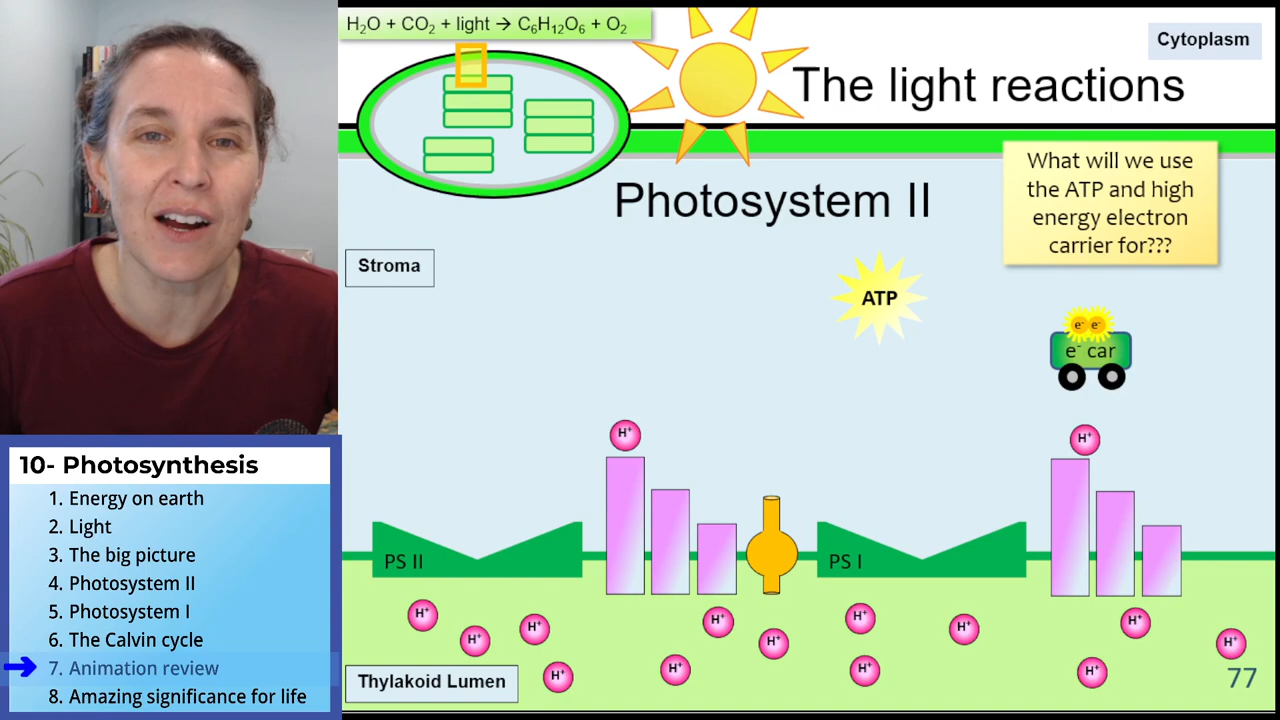 H₂O + CO₂ + light → C₆H₁₂O₆ + O₂
Cytoplasm
The light reactions
What will we use
the ATP and high
energy electron
carrier for???
Photosystem II
Stroma
ATP
e⁻ e⁻
e⁻ car
H⁺
H⁺
PS II
PS I
H⁺
H⁺
H⁺
H⁺
H⁺
H⁺
H⁺
H⁺
H⁺
H⁺
H⁺
H⁺
H⁺
Thylakoid Lumen
77
10- Photosynthesis
1. Energy on earth
2. Light
3. The big picture
4. Photosystem II
5. Photosystem I
6. The Calvin cycle
7. Animation review
8. Amazing significance for life